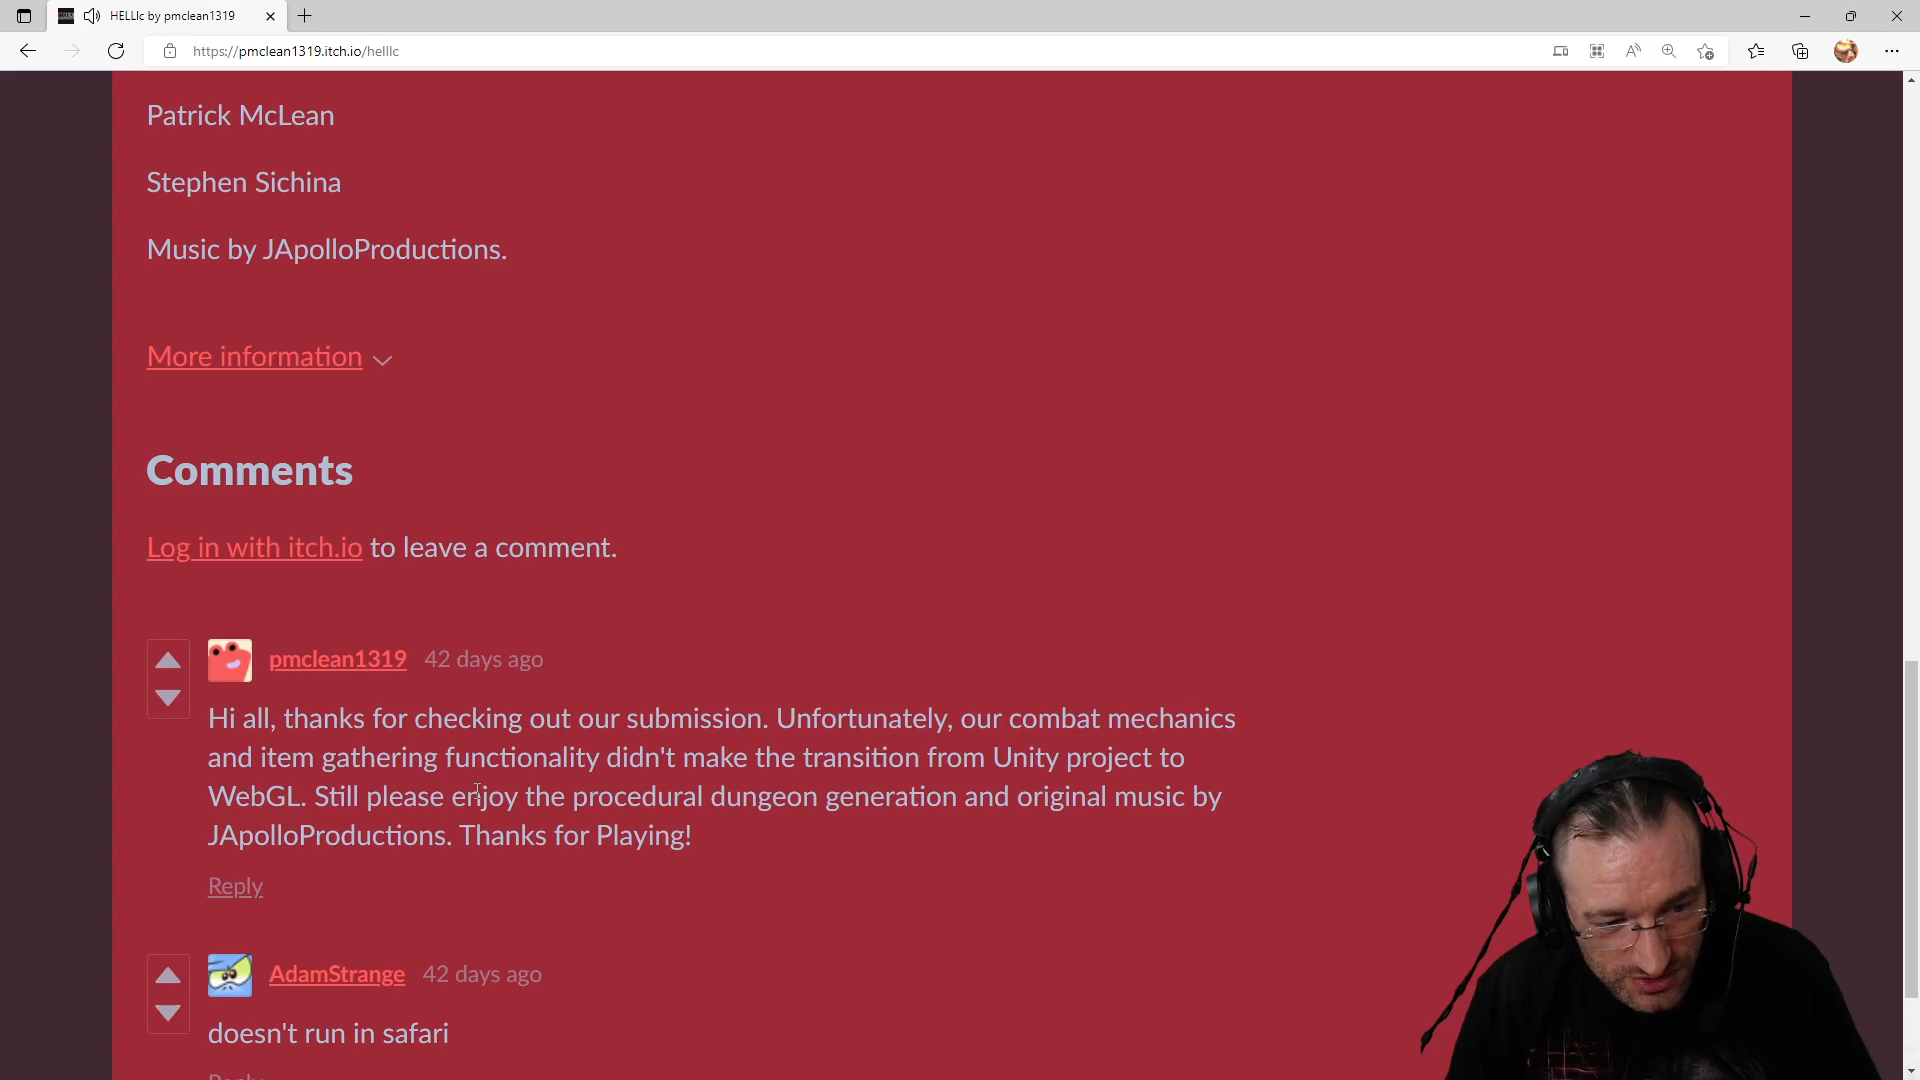 HELLlc by pmclean1319
https://pmclean1319.itch.io/helllc
Patrick McLean
Stephen Sichina
Music by JApolloProductions.
More information
Comments
Log in with itch.io to leave a comment.
pmclean1319 42 days ago
Hi all, thanks for checking out our submission. Unfortunately, our combat mechanics
and item gathering functionality didn't make the transition from Unity project to
WebGL. Still please enjoy the procedural dungeon generation and original music by
JApolloProductions. Thanks for Playing!
Reply
AdamStrange 42 days ago
doesn't run in safari
Reply